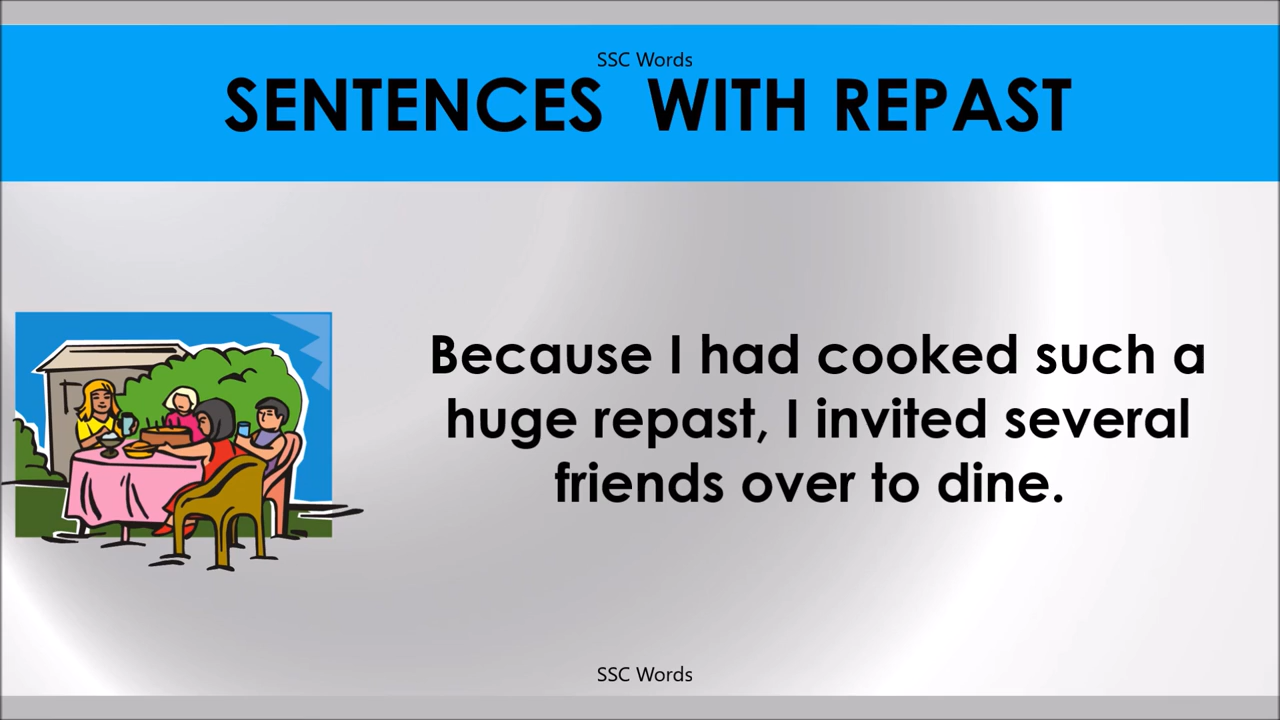 SSC Words
SENTENCES WITH REPAST
Because I had cooked such a
huge repast, I invited several
friends over to dine.
SSC Words